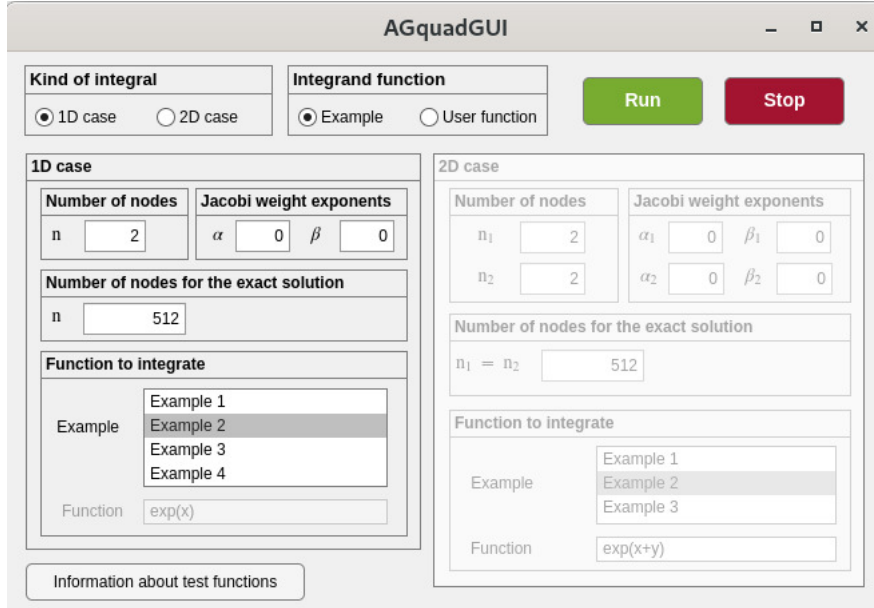 AGquadGUI
Kind of integral
1D case 2D case
Integrand function
Example User function
Run
Stop
1D case
Number of nodes
n 2
Jacobi weight exponents
α 0 β 0
Number of nodes for the exact solution
n 512
Function to integrate
Example
Example 1
Example 2
Example 3
Example 4
Function exp(x)
Information about test functions
2D case
Number of nodes
n₁ 2
n₂ 2
Jacobi weight exponents
α₁ 0 β₁ 0
α₂ 0 β₂ 0
Number of nodes for the exact solution
n₁ = n₂ 512
Function to integrate
Example
Example 1
Example 2
Example 3
Function exp(x+y)